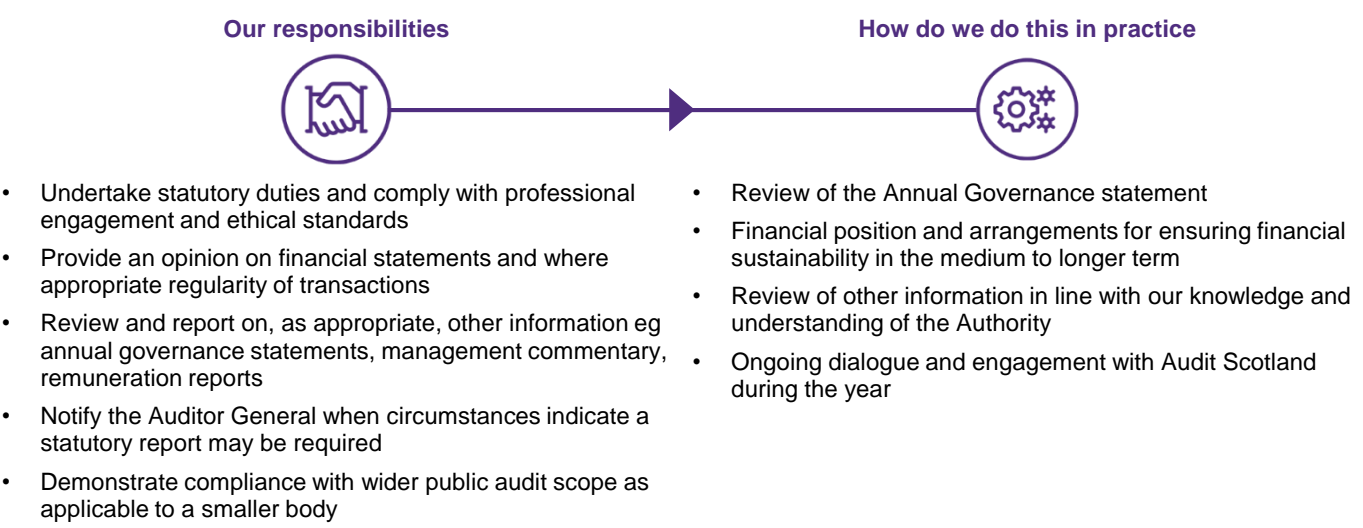 Our responsibilities
How do we do this in practice
• Undertake statutory duties and comply with professional
engagement and ethical standards
• Provide an opinion on financial statements and where
appropriate regularity of transactions
• Review and report on, as appropriate, other information eg
annual governance statements, management commentary,
remuneration reports
• Notify the Auditor General when circumstances indicate a
statutory report may be required
• Demonstrate compliance with wider public audit scope as
applicable to a smaller body
• Review of the Annual Governance statement
• Financial position and arrangements for ensuring financial
sustainability in the medium to longer term
• Review of other information in line with our knowledge and
understanding of the Authority
• Ongoing dialogue and engagement with Audit Scotland
during the year